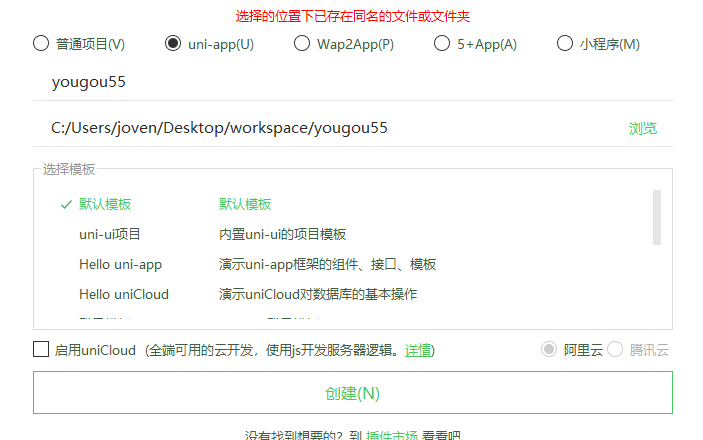 选择的位置下已存在同名的文件或文件夹
普通项目(V) uni-app(U) Wap2App(P) 5+App(A) 小程序(M)
yougou55
C:/Users/joven/Desktop/workspace/yougou55 浏览
选择模板
默认模板 默认模板
uni-ui项目 内置uni-ui的项目模板
Hello uni-app 演示uni-app框架的组件、接口、模板
Hello uniCloud 演示uniCloud对数据库的基本操作
启用uniCloud (全端可用的云开发，使用js开发服务器逻辑。详情) 阿里云 腾讯云
创建(N)
没有找到想要的? 到 插件市场 看看吧